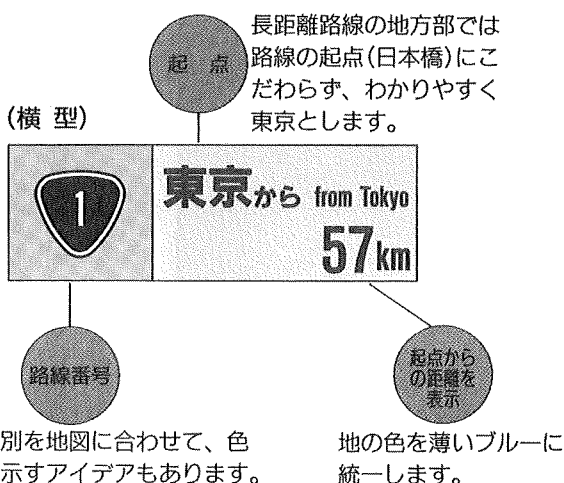 起 点
長距離路線の地方部では
路線の起点(日本橋)にこ
だわらず、わかりやすく
東京とします。
(横 型)
1
東京から from Tokyo
57km
路線番号
起点から
の距離を
表示
別を地図に合わせて、色
示すアイデアもあります。
地の色を薄いブルーに
統一します。